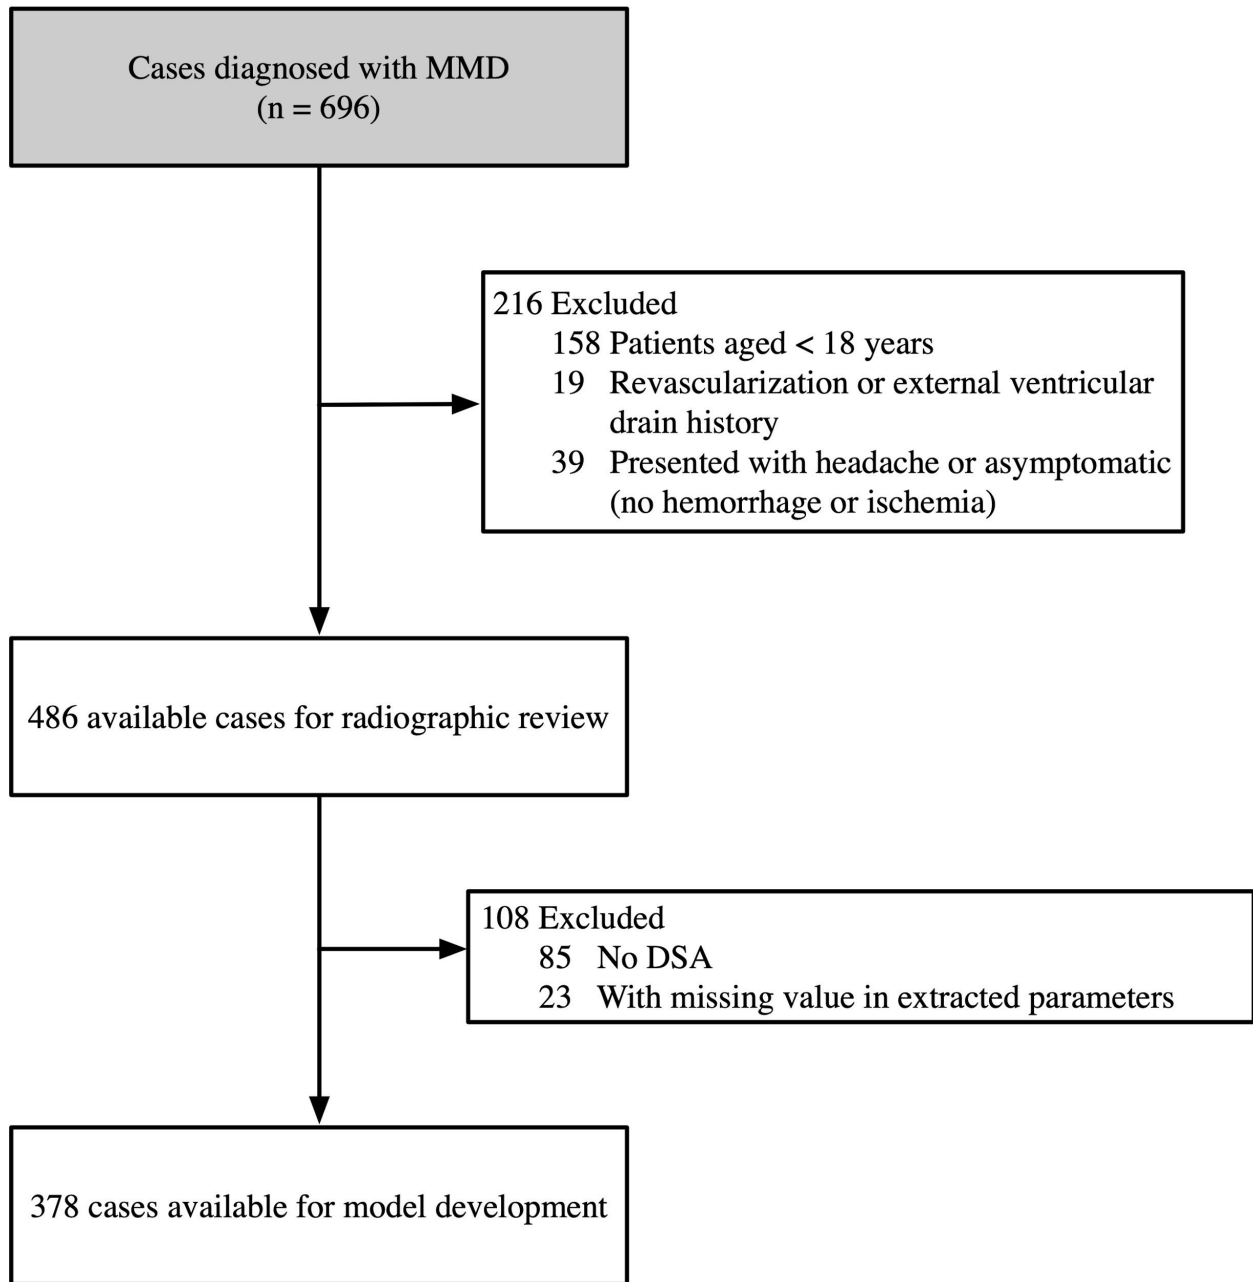 Cases diagnosed with MMD
(n = 696)
216 Excluded
158 Patients aged < 18 years
19 Revascularization or external ventricular
drain history
39 Presented with headache or asymptomatic
(no hemorrhage or ischemia)
486 available cases for radiographic review
108 Excluded
85 No DSA
23 With missing value in extracted parameters
378 cases available for model development